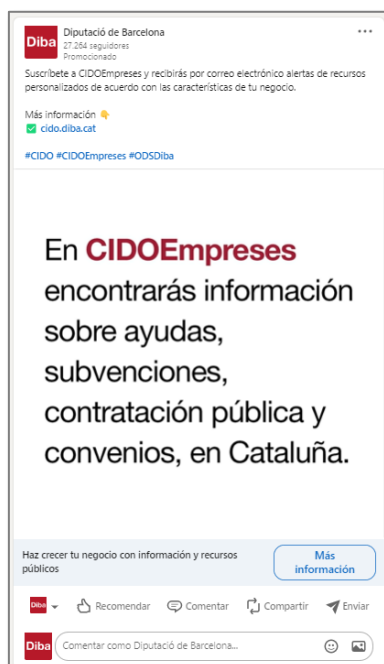 Diba
Diputació de Barcelona
27.264 seguidores
Promocionado
Suscríbete a CIDOEmpreses y recibirás por correo electrónico alertas de recursos
personalizados de acuerdo con las características de tu negocio.
Más información 👇
✅ cido.diba.cat
#CIDO #CIDOEmpreses #ODSDiba
En CIDOEmpreses
encontrarás información
sobre ayudas,
subvenciones,
contratación pública y
convenios, en Cataluña.
Haz crecer tu negocio con información y recursos
públicos
Más
información
Diba Recomendar Comentar Compartir Enviar
Diba Comentar como Diputació de Barcelona...